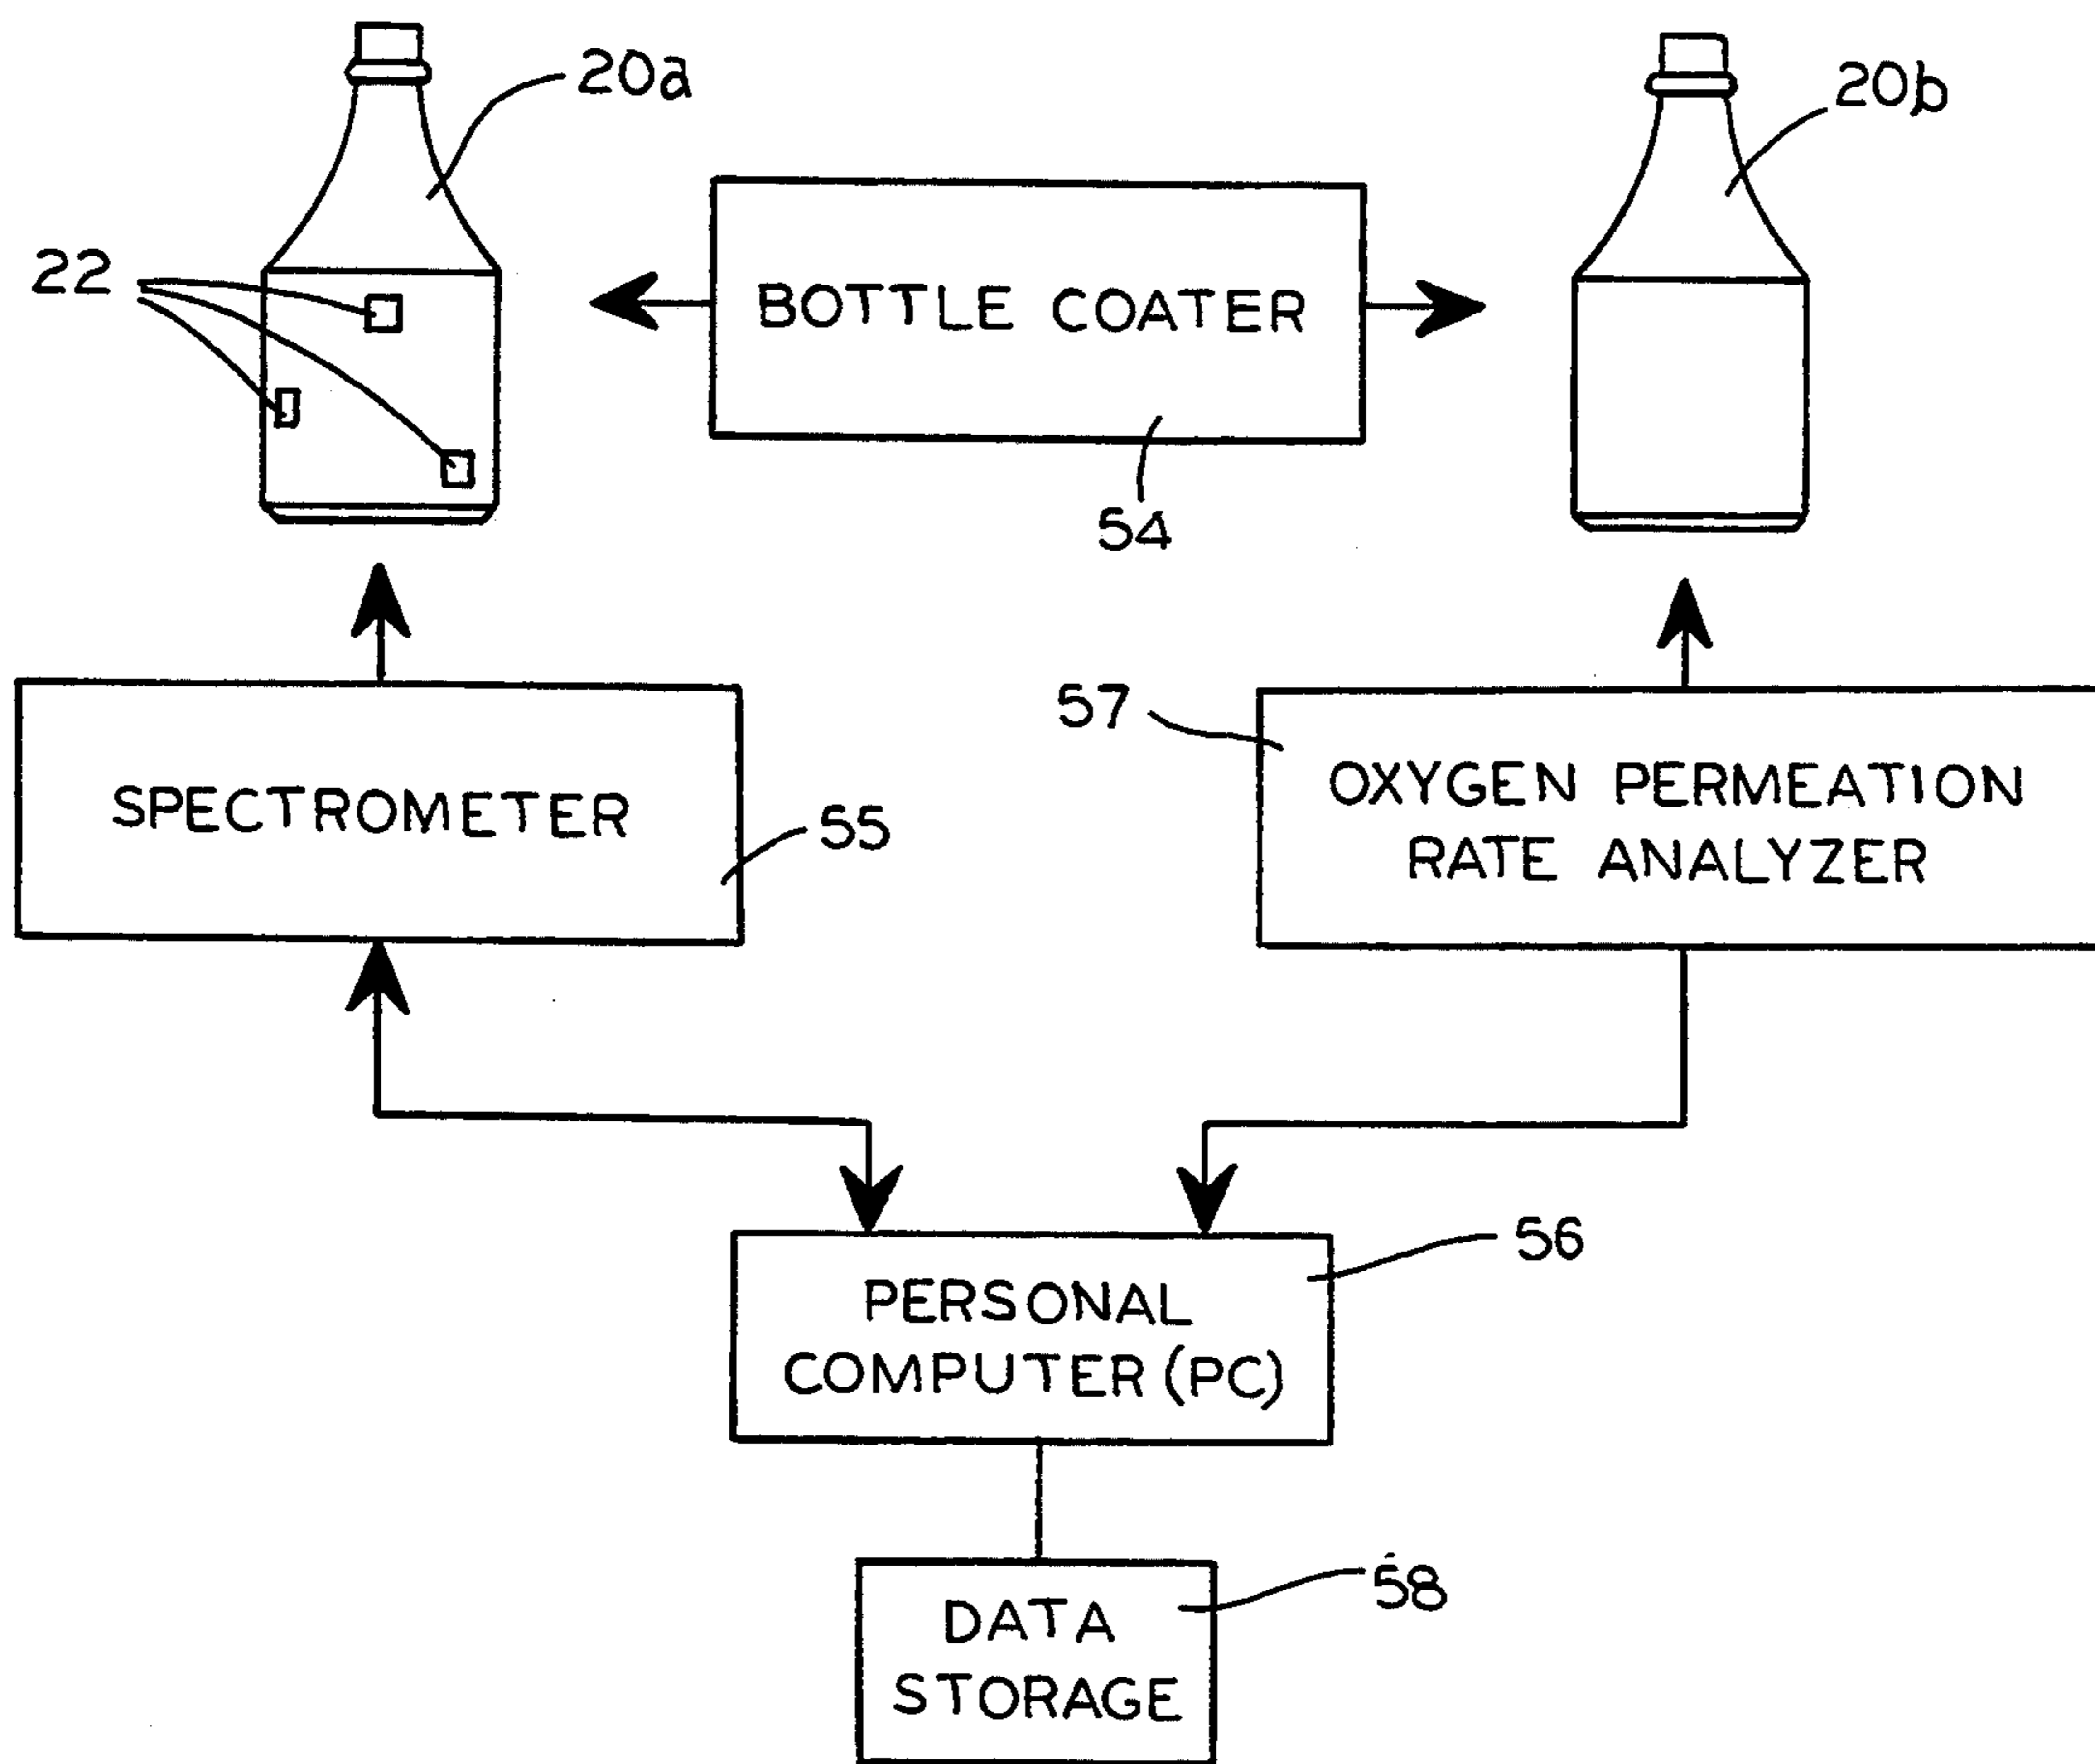 20a
20b
22
BOTTLE COATER
54
57
SPECTROMETER
55
OXYGEN PERMEATION
RATE ANALYZER
56
PERSONAL
COMPUTER (PC)
58
DATA
STORAGE